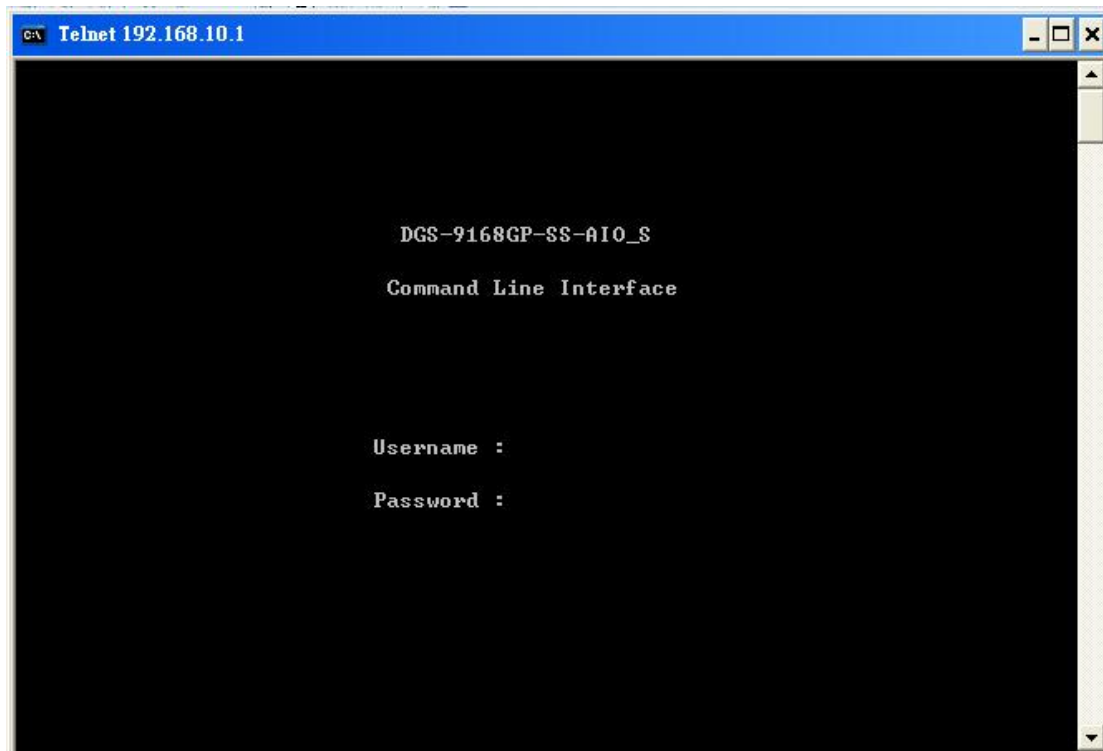 Telnet 192.168.10.1
DGS-9168GP-SS-AIO_S
Command Line Interface
Username :
Password :